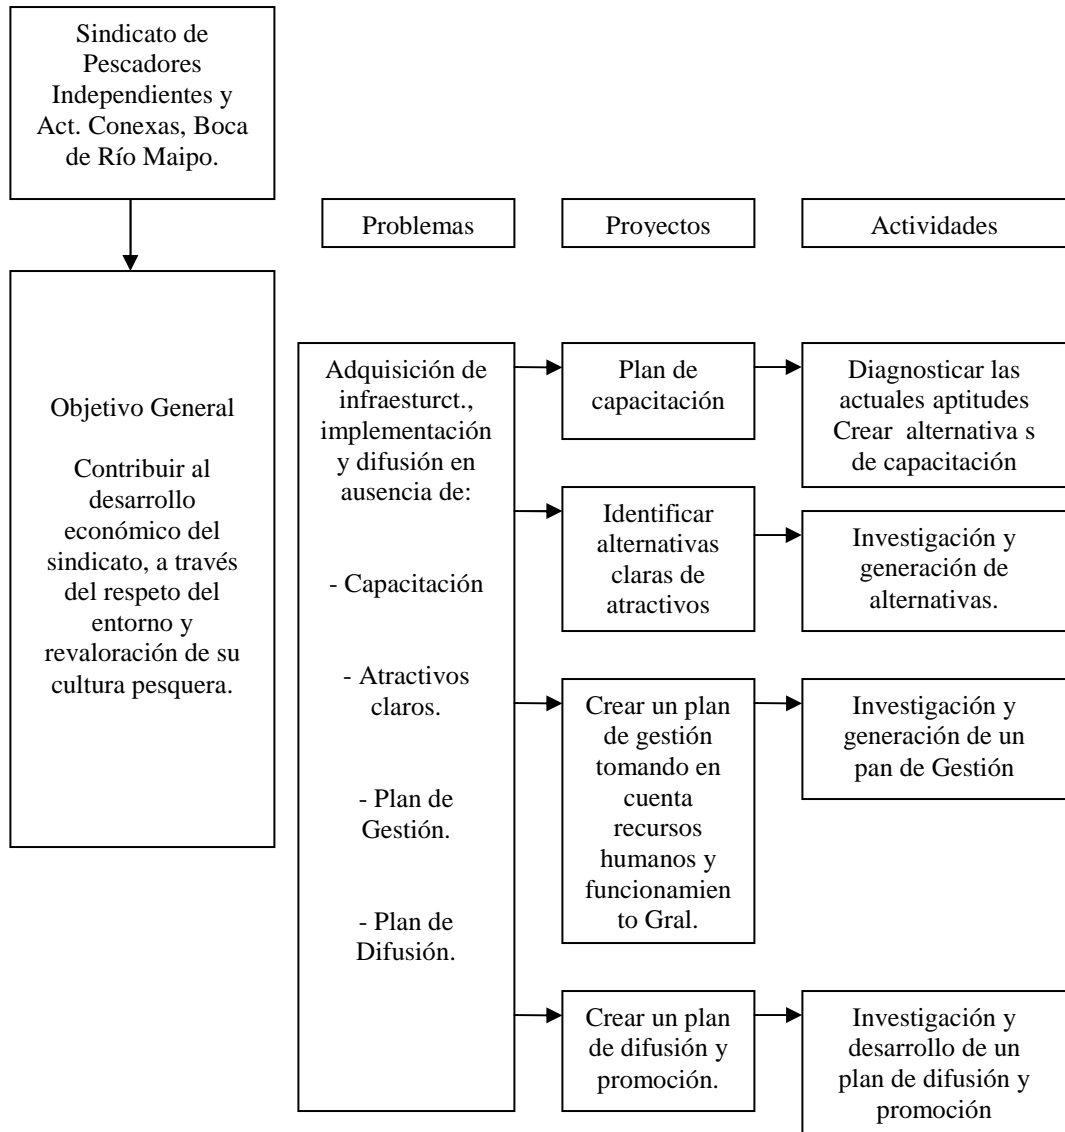 Sindicato de
Pescadores
Independientes y
Act. Conexas, Boca
de Río Maipo.
Problemas
Proyectos
Actividades
Objetivo General
Contribuir al
desarrollo
económico del
sindicato, a través
del respeto del
entorno y
revaloración de su
cultura pesquera.
Adquisición de
infraesturct.,
implementación
y difusión en
ausencia de:
- Capacitación
- Atractivos
claros.
- Plan de
Gestión.
- Plan de
Difusión.
Plan de
capacitación
Diagnosticar las
actuales aptitudes
Crear  alternativa s
de capacitación
Identificar
alternativas
claras de
atractivos
Investigación y
generación de
alternativas.
Crear un plan
de gestión
tomando en
cuenta
recursos
humanos y
funcionamien
to Gral.
Investigación y
generación de un
pan de Gestión
Crear un plan
de difusión y
promoción.
Investigación y
desarrollo de un
plan de difusión y
promoción